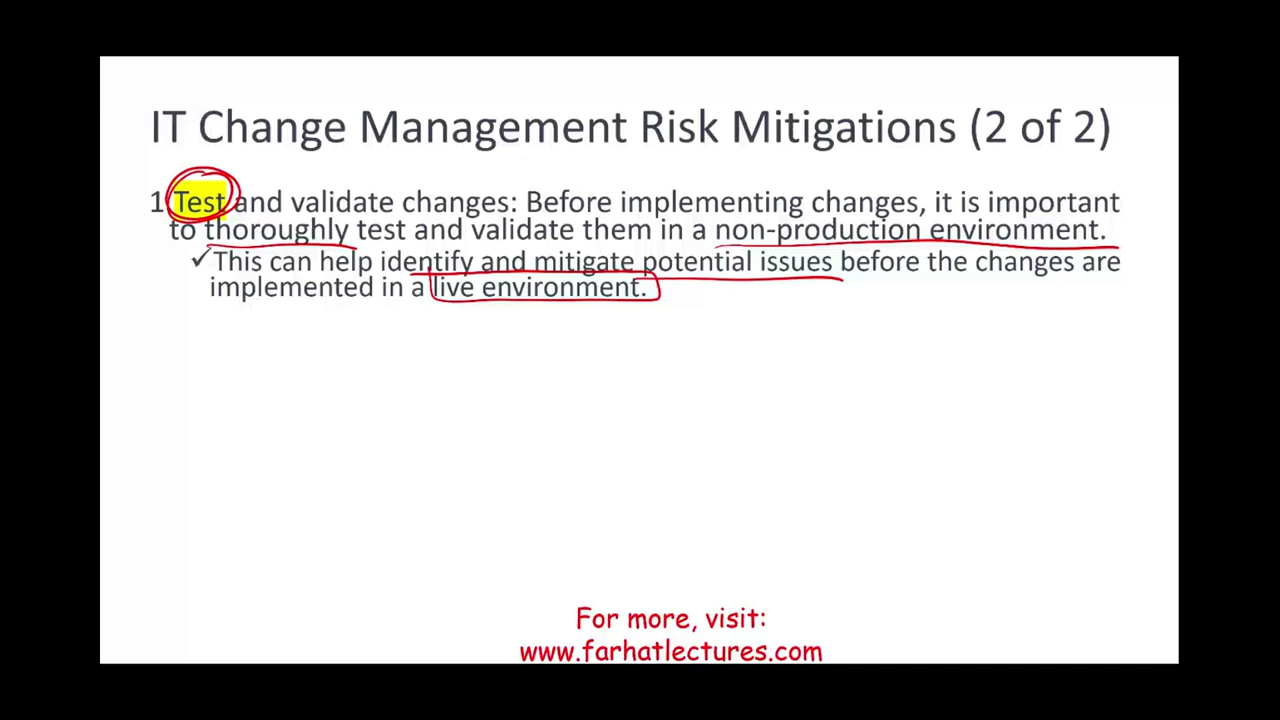 IT Change Management Risk Mitigations (2 of 2)
1 Test and validate changes: Before implementing changes, it is important
to thoroughly test and validate them in a non-production environment.
✓This can help identify and mitigate potential issues before the changes are
implemented in a live environment.
For more, visit:
www.farhatlectures.com